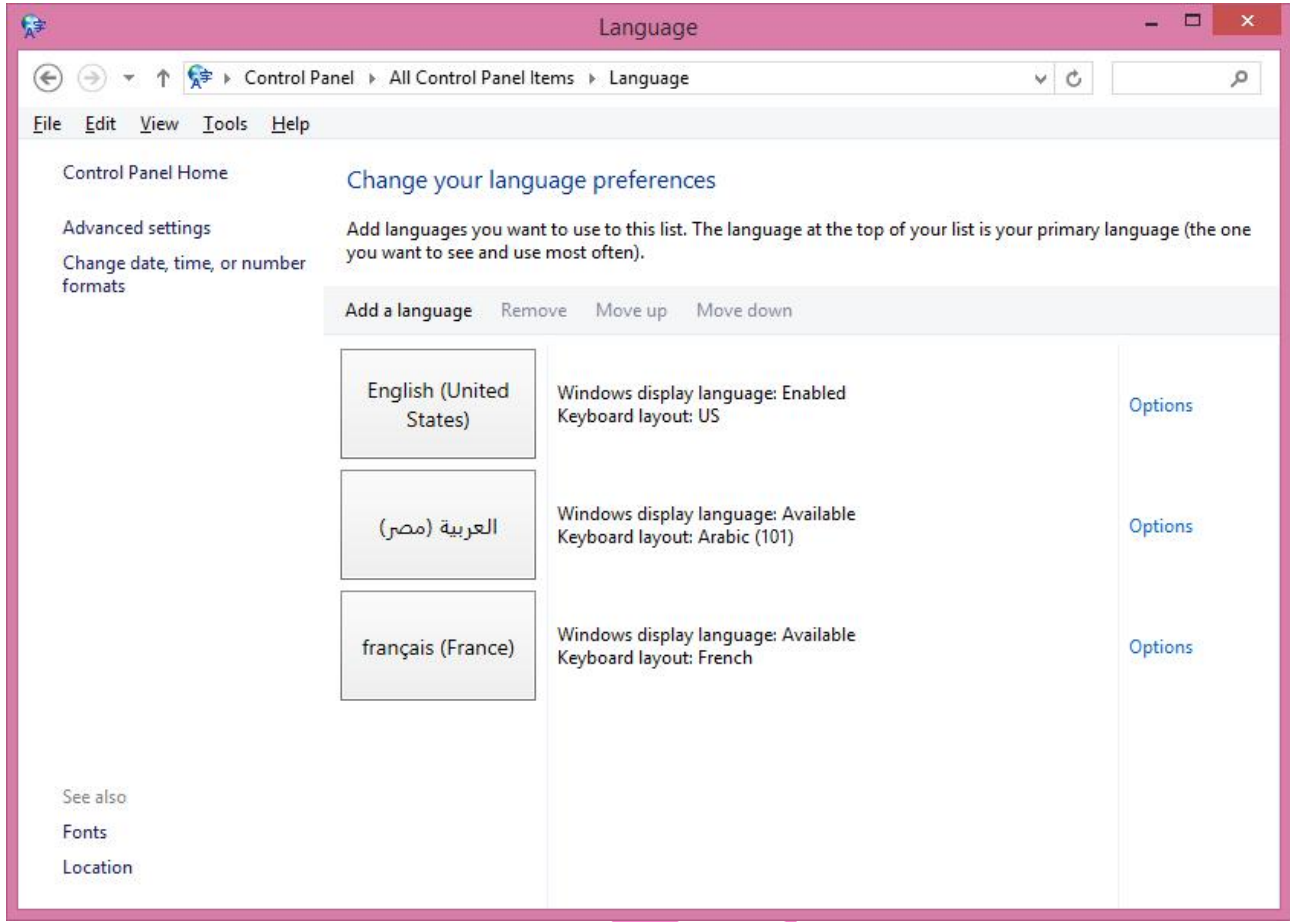 Language
Control Panel All Control Panel Items Language
File Edit View Tools Help
Control Panel Home
Advanced settings
Change date, time, or number
formats
Change your language preferences
Add languages you want to use to this list. The language at the top of your list is your primary language (the one
you want to see and use most often).
Add a language Remove Move up Move down
English (United
States)
Windows display language: Enabled
Keyboard layout: US
Options
العربية (مصر)
Windows display language: Available
Keyboard layout: Arabic (101)
Options
français (France)
Windows display language: Available
Keyboard layout: French
Options
See also
Fonts
Location